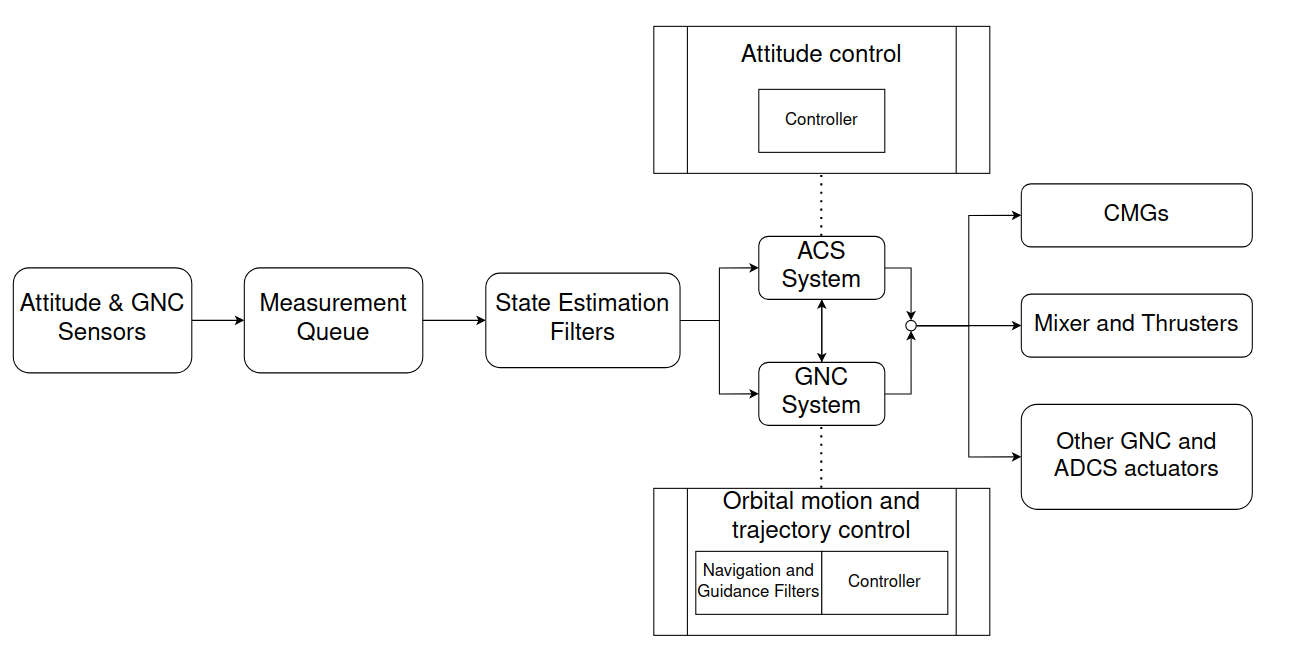 Attitude control
Controller
Attitude & GNC
Sensors
Measurement
Queue
State Estimation
Filters
ACS
System
GNC
System
CMGs
Mixer and Thrusters
Other GNC and
ADCS actuators
Orbital motion and
trajectory control
Navigation and
Guidance Filters
Controller